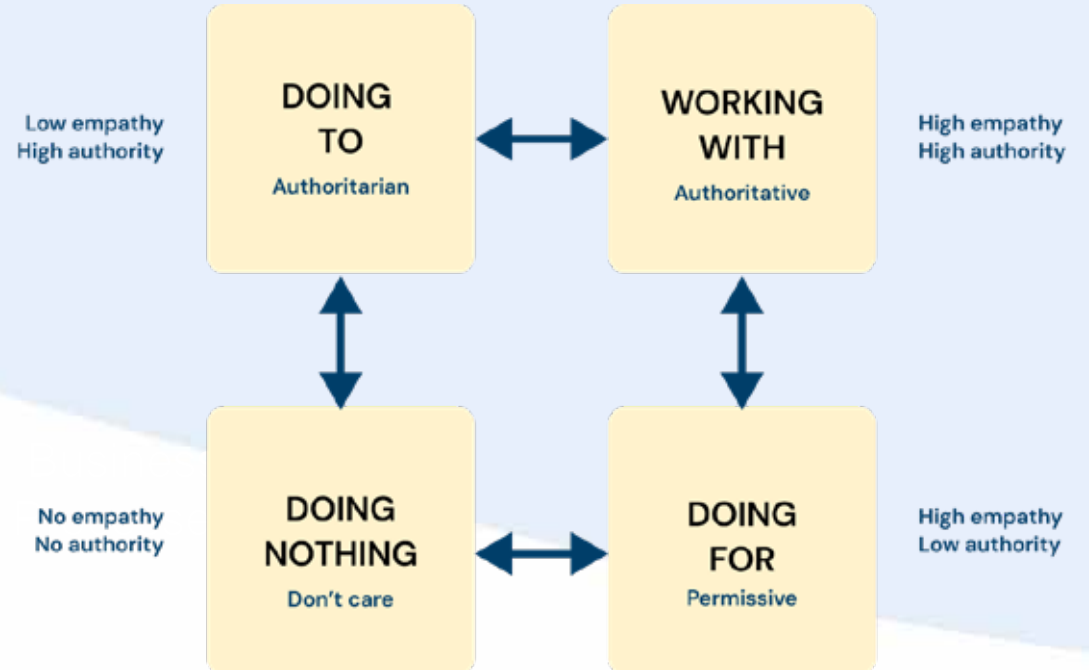 Low empathy
High authority
DOING
TO
Authoritarian
WORKING
WITH
Authoritative
High empathy
High authority
No empathy
No authority
DOING
NOTHING
Don't care
DOING
FOR
Permissive
High empathy
Low authority